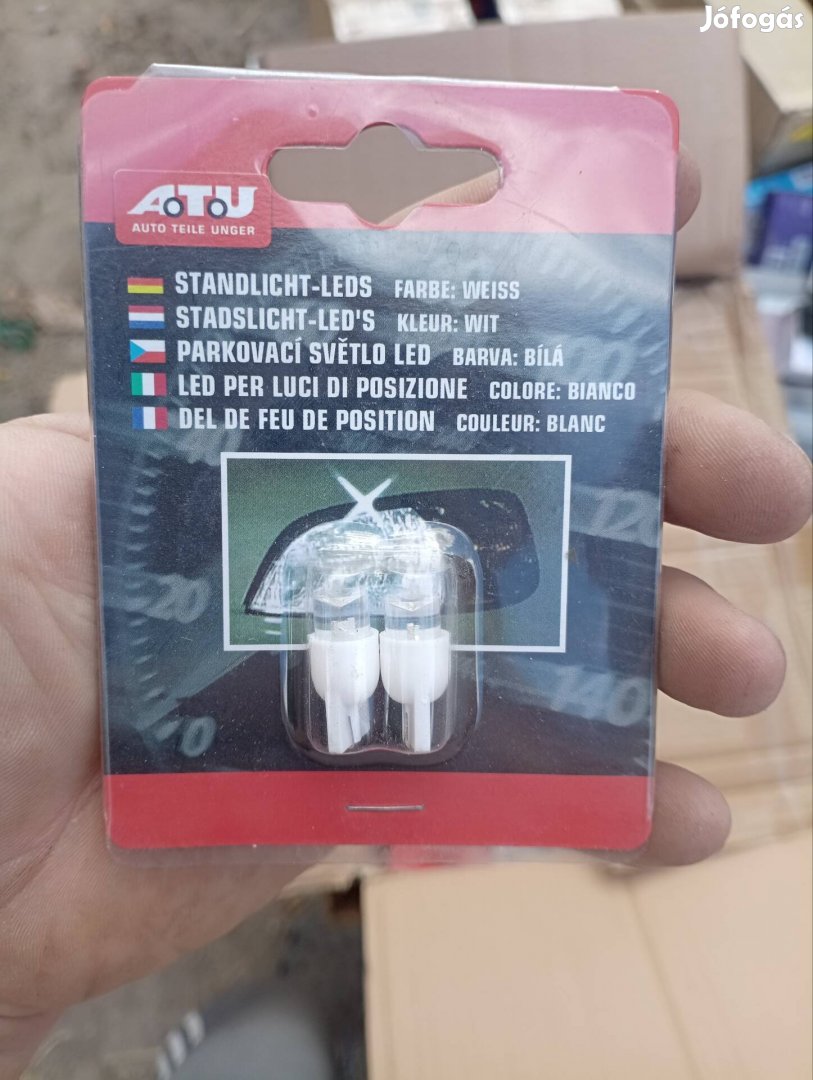 Jófogás
ATU
AUTO TEILE UNGER
STANDLICHT-LEDS FARBE: WEISS
STADSLICHT-LED'S KLEUR: WIT
PARKOVACÍ SVĚTLO LED BARVA: BÍLÁ
LED PER LUCI DI POSIZIONE COLORE: BIANCO
DEL DE FEU DE POSITION COULEUR: BLANC
120
20
140